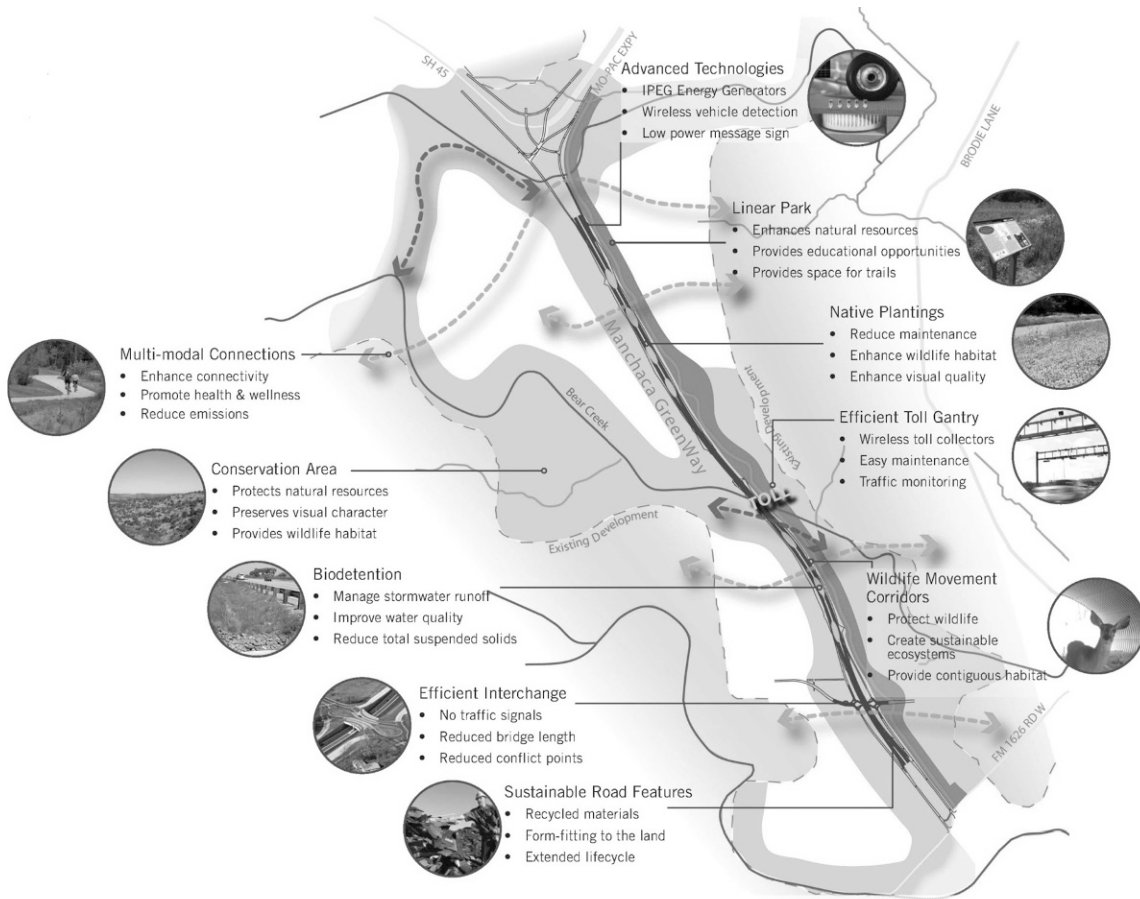 SH 45
MO-PAC EXPY
Advanced Technologies
• IPEG Energy Generators
• Wireless vehicle detection
• Low power message sign
BRODIE LANE
Linear Park
• Enhances natural resources
• Provides educational opportunities
• Provides space for trails
Native Plantings
• Reduce maintenance
• Enhance wildlife habitat
• Enhance visual quality
Multi-modal Connections
• Enhance connectivity
• Promote health & wellness
• Reduce emissions
Manchaca GreenWay
Bear Creek
Existing Development
Efficient Toll Gantry
• Wireless toll collectors
• Easy maintenance
• Traffic monitoring
Conservation Area
• Protects natural resources
• Preserves visual character
• Provides wildlife habitat
TOLL
Existing Development
Biodetention
• Manage stormwater runoff
• Improve water quality
• Reduce total suspended solids
Wildlife Movement
Corridors
• Protect wildlife
• Create sustainable
ecosystems
• Provide contiguous habitat
Efficient Interchange
• No traffic signals
• Reduced bridge length
• Reduced conflict points
FM 1626 RD W
Sustainable Road Features
• Recycled materials
• Form-fitting to the land
• Extended lifecycle